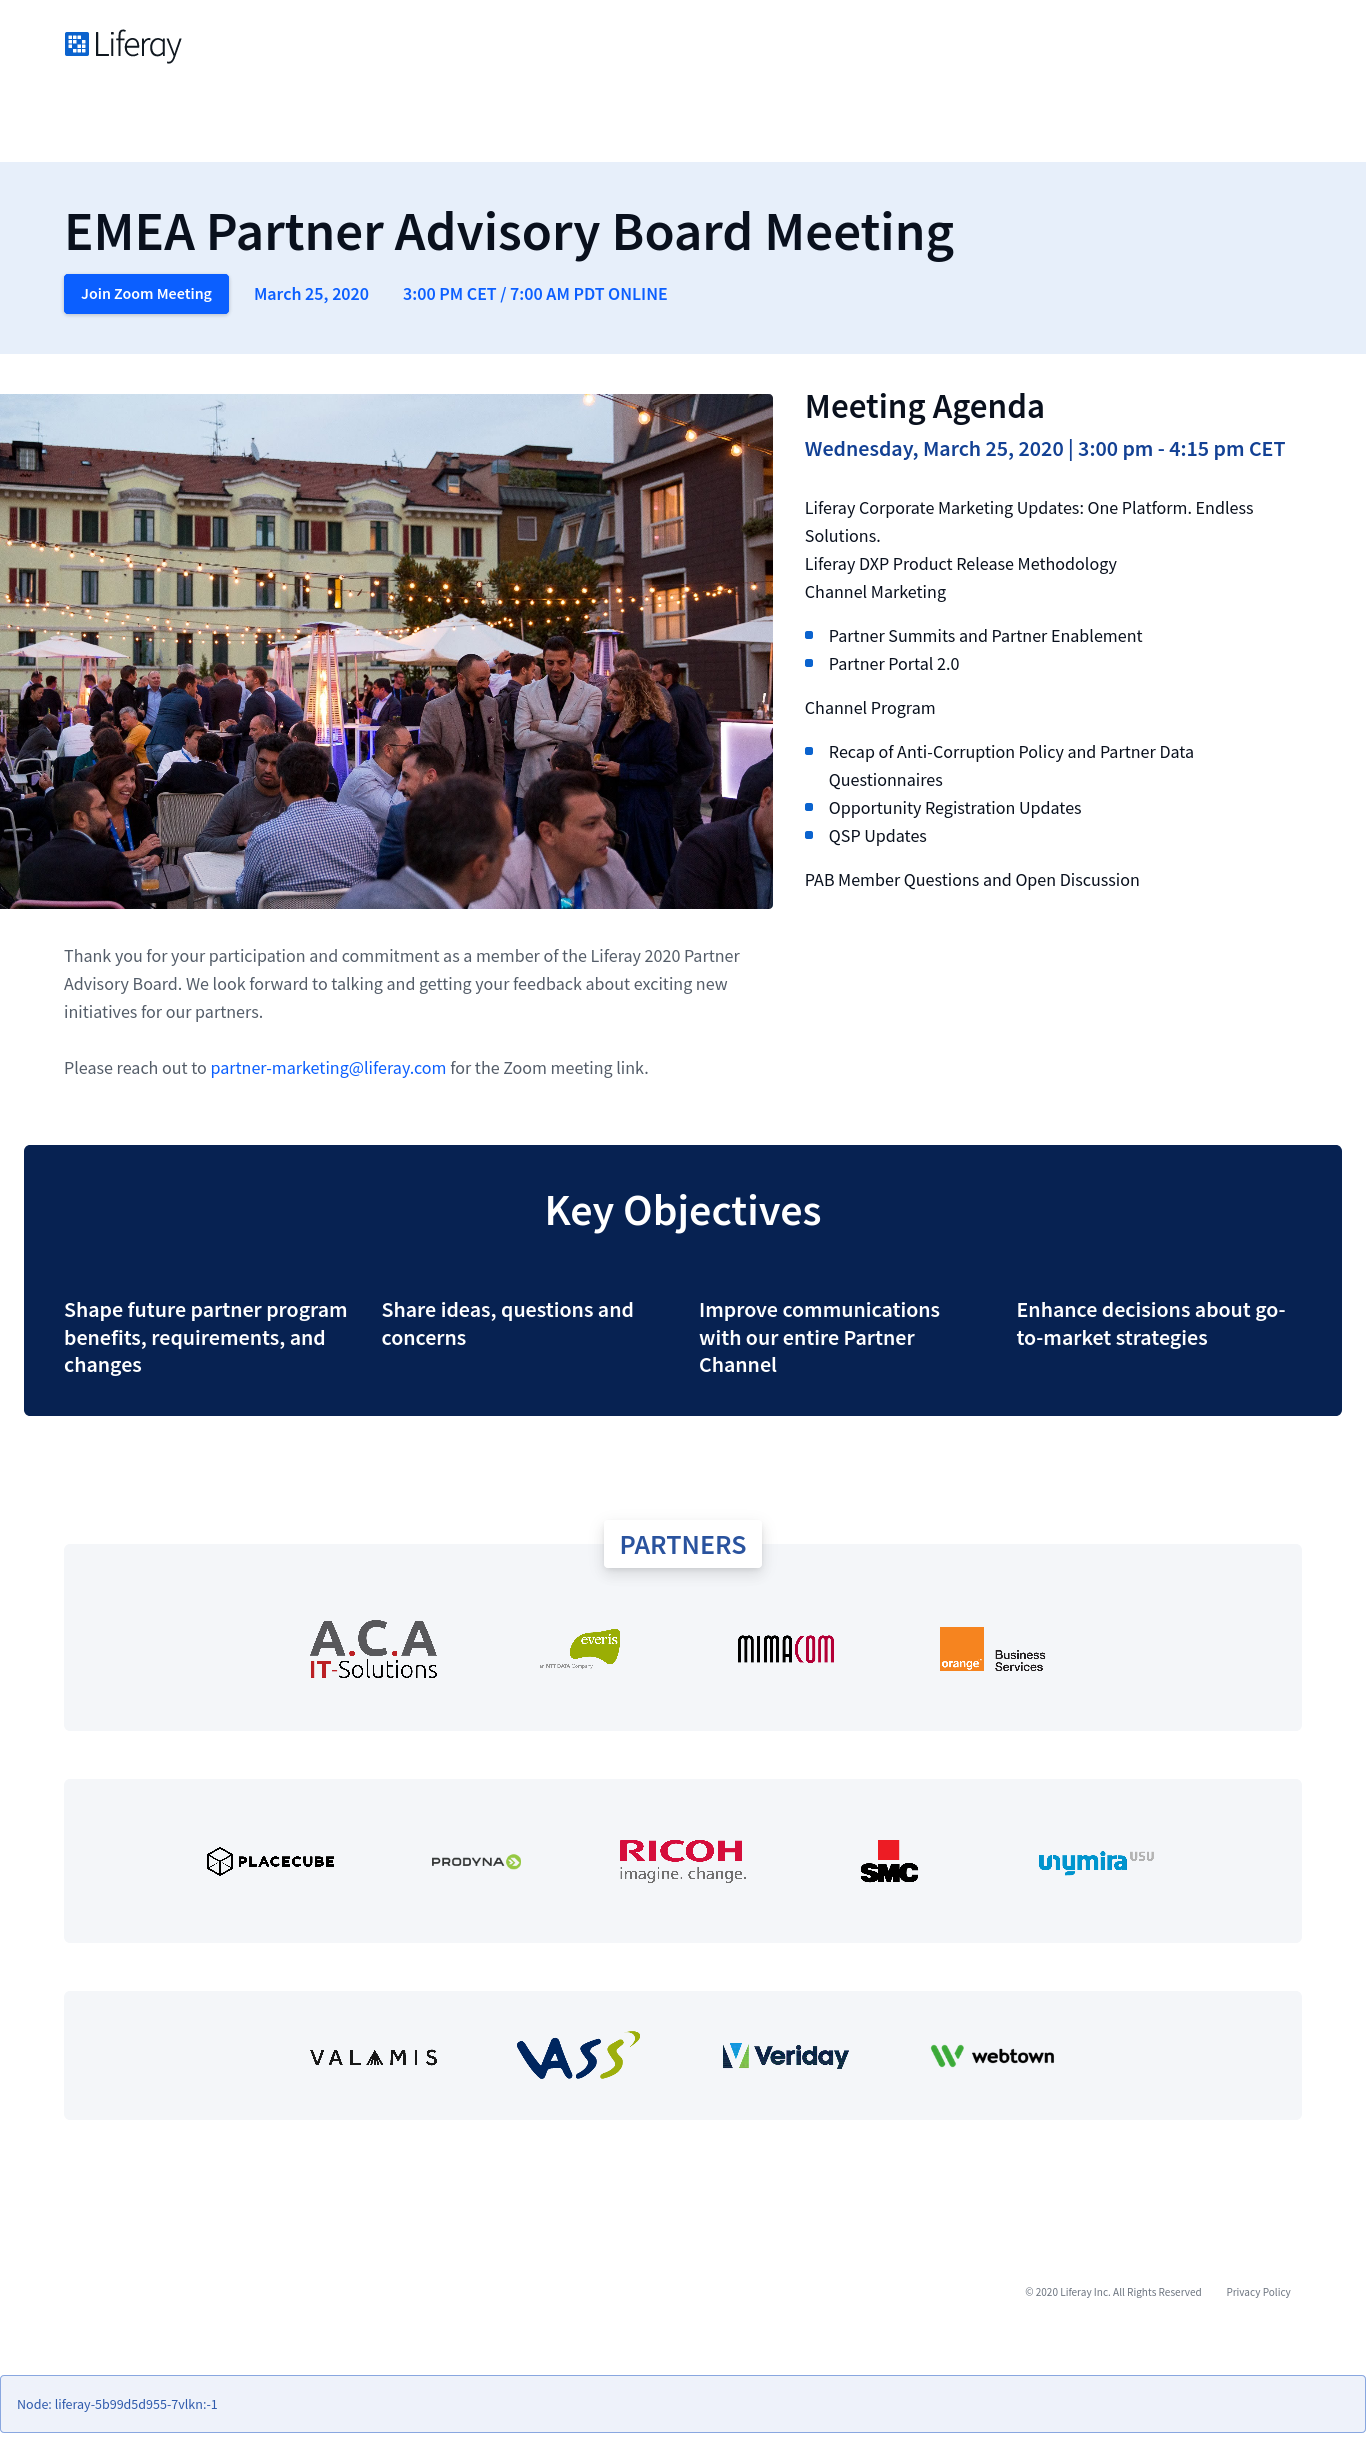 Liferay
EMEA Partner Advisory Board Meeting
Join Zoom Meeting
March 25, 2020
3:00 PM CET / 7:00 AM PDT ONLINE
Meeting Agenda
Wednesday, March 25, 2020 | 3:00 pm - 4:15 pm CET
Liferay Corporate Marketing Updates: One Platform. Endless
Solutions.
Liferay DXP Product Release Methodology
Channel Marketing
Partner Summits and Partner Enablement
Partner Portal 2.0
Channel Program
Recap of Anti-Corruption Policy and Partner Data
Questionnaires
Opportunity Registration Updates
QSP Updates
PAB Member Questions and Open Discussion
Thank you for your participation and commitment as a member of the Liferay 2020 Partner
Advisory Board. We look forward to talking and getting your feedback about exciting new
initiatives for our partners.
Please reach out to partner-marketing@liferay.com for the Zoom meeting link.
Key Objectives
Shape future partner program
benefits, requirements, and
changes
Share ideas, questions and
concerns
Improve communications
with our entire Partner
Channel
Enhance decisions about go-
to-market strategies
PARTNERS
A.C.A
IT-Solutions
everis
an NTT DATA Company
MIMACOM
orange
Business
Services
PLACECUBE
PRODYNA
RICOH
imagine. change.
SMC
unymira USU
VALAMIS
VASS
Veriday
webtown
© 2020 Liferay Inc. All Rights Reserved
Privacy Policy
Node: liferay-5b99d5d955-7vlkn:-1